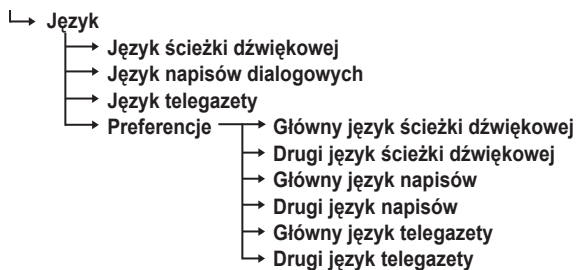 Język
Język ścieżki dźwiękowej
Język napisów dialogowych
Język telegazety
Preferencje Główny język ścieżki dźwiękowej
Drugi język ścieżki dźwiękowej
Główny język napisów
Drugi język napisów
Główny język telegazety
Drugi język telegazety